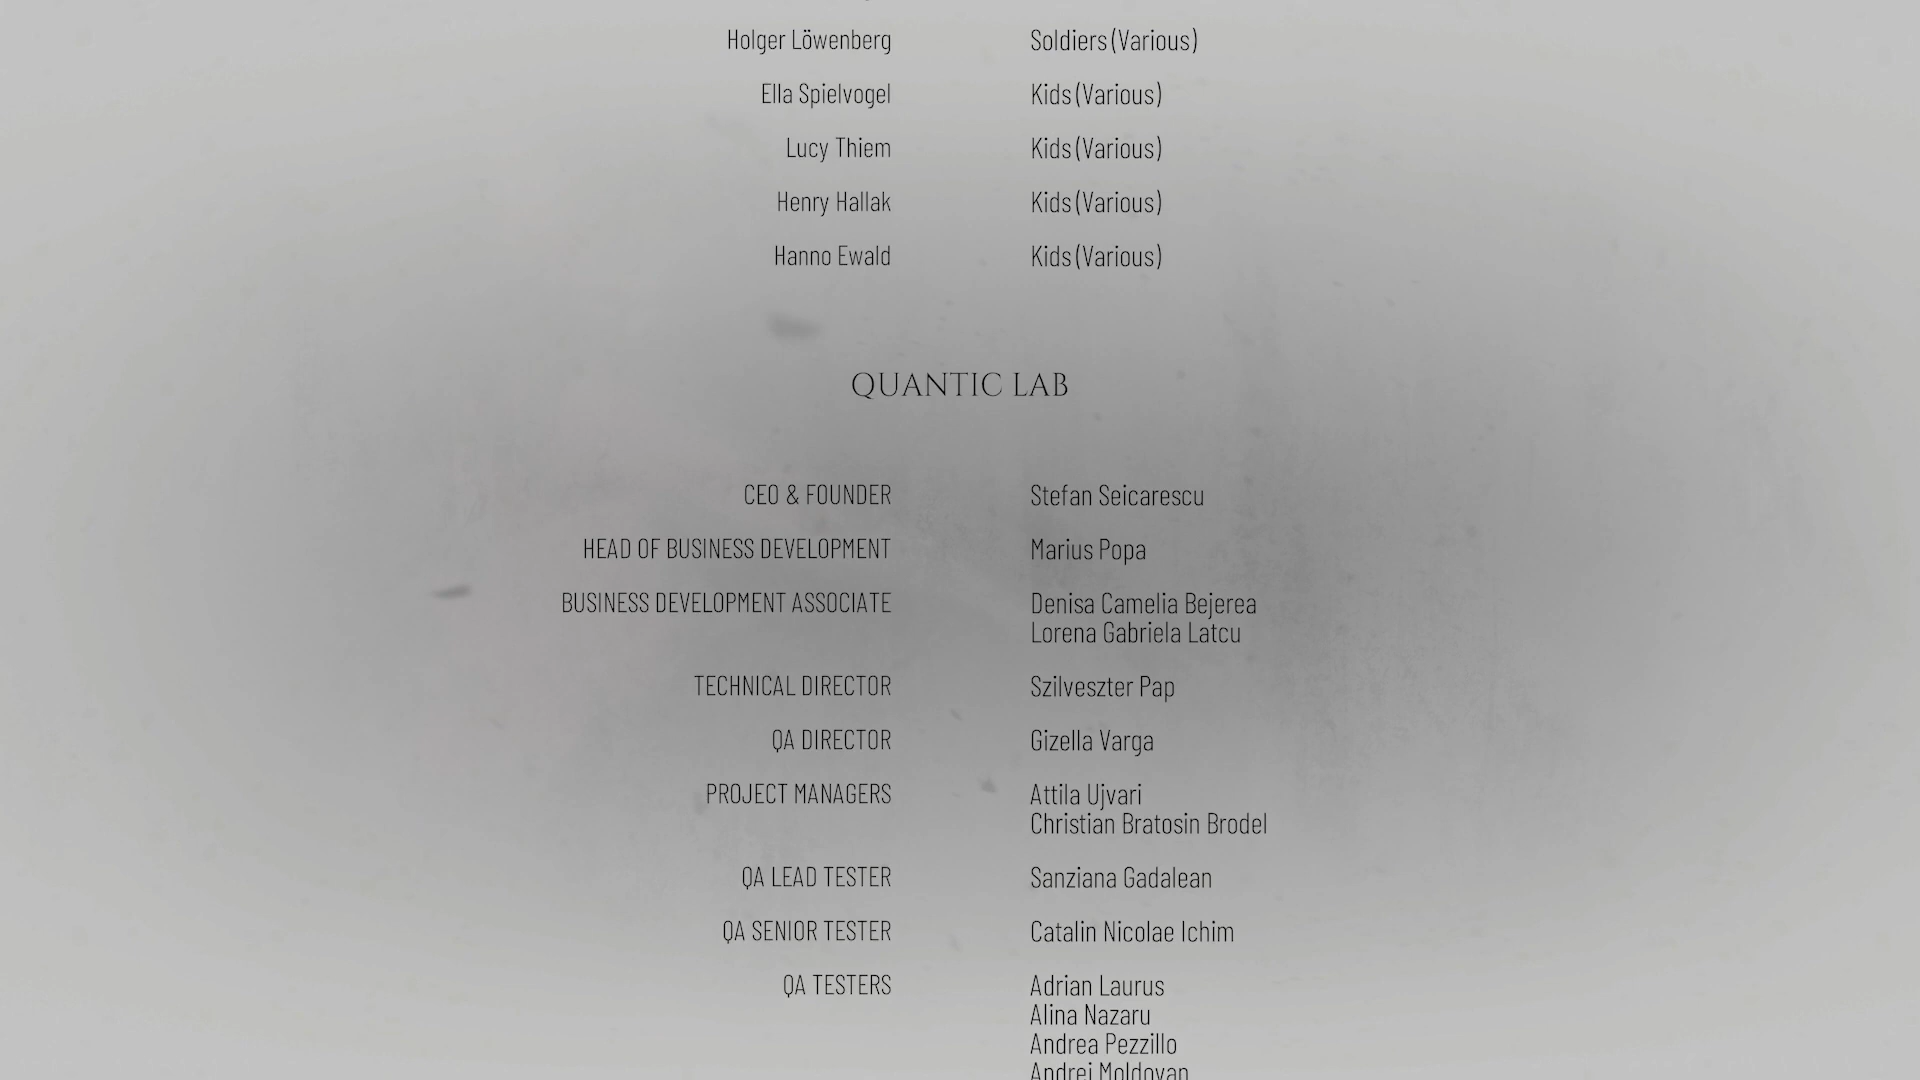 Holger Löwenberg Soldiers (Various)
Ella Spielvogel Kids (Various)
Lucy Thiem Kids (Various)
Henry Hallak Kids (Various)
Hanno Ewald Kids (Various)
QUANTIC LAB
CEO & FOUNDER Stefan Seicarescu
HEAD OF BUSINESS DEVELOPMENT Marius Popa
BUSINESS DEVELOPMENT ASSOCIATE Denisa Camelia Bejerea
Lorena Gabriela Latcu
TECHNICAL DIRECTOR Szilveszter Pap
QA DIRECTOR Gizella Varga
PROJECT MANAGERS Attila Ujvari
Christian Bratosin Brodel
QA LEAD TESTER Sanziana Gadalean
QA SENIOR TESTER Catalin Nicolae Ichim
QA TESTERS Adrian Laurus
Alina Nazaru
Andrea Pezzillo
Andrei Moldovan